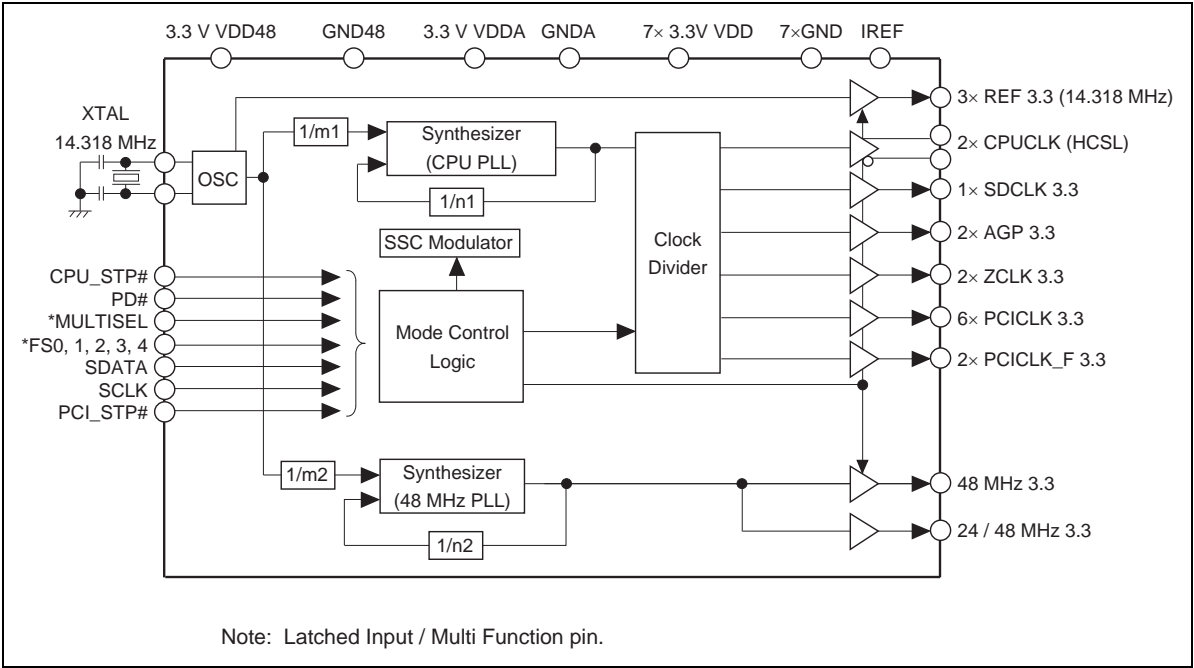 3.3 V VDD48
GND48
3.3 V VDDA
GNDA
7× 3.3V VDD
7×GND
IREF
XTAL
14.318 MHz
OSC
1/m1
Synthesizer
(CPU PLL)
1/n1
SSC Modulator
Mode Control
Logic
Clock
Divider
CPU_STP#
PD#
*MULTISEL
*FS0, 1, 2, 3, 4
SDATA
SCLK
PCI_STP#
1/m2
Synthesizer
(48 MHz PLL)
1/n2
3× REF 3.3 (14.318 MHz)
2× CPUCLK (HCSL)
1× SDCLK 3.3
2× AGP 3.3
2× ZCLK 3.3
6× PCICLK 3.3
2× PCICLK_F 3.3
48 MHz 3.3
24 / 48 MHz 3.3
Note: Latched Input / Multi Function pin.